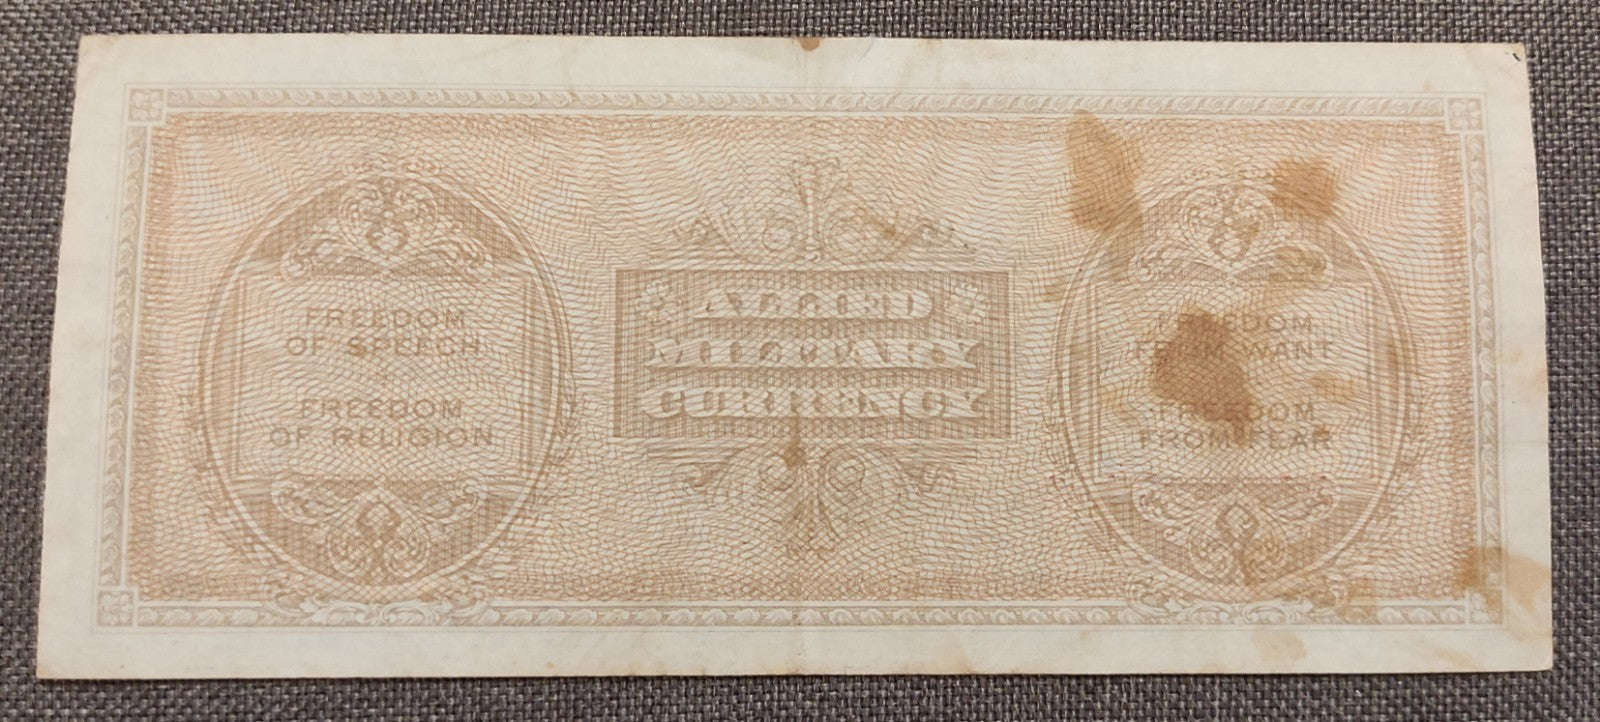 FREEDOM
OF SPEECH
FREEDOM
OF RELIGION
ALLIED
MILITARY
CURRENCY
FREEDOM
FROM WANT
FREEDOM
FROM FEAR